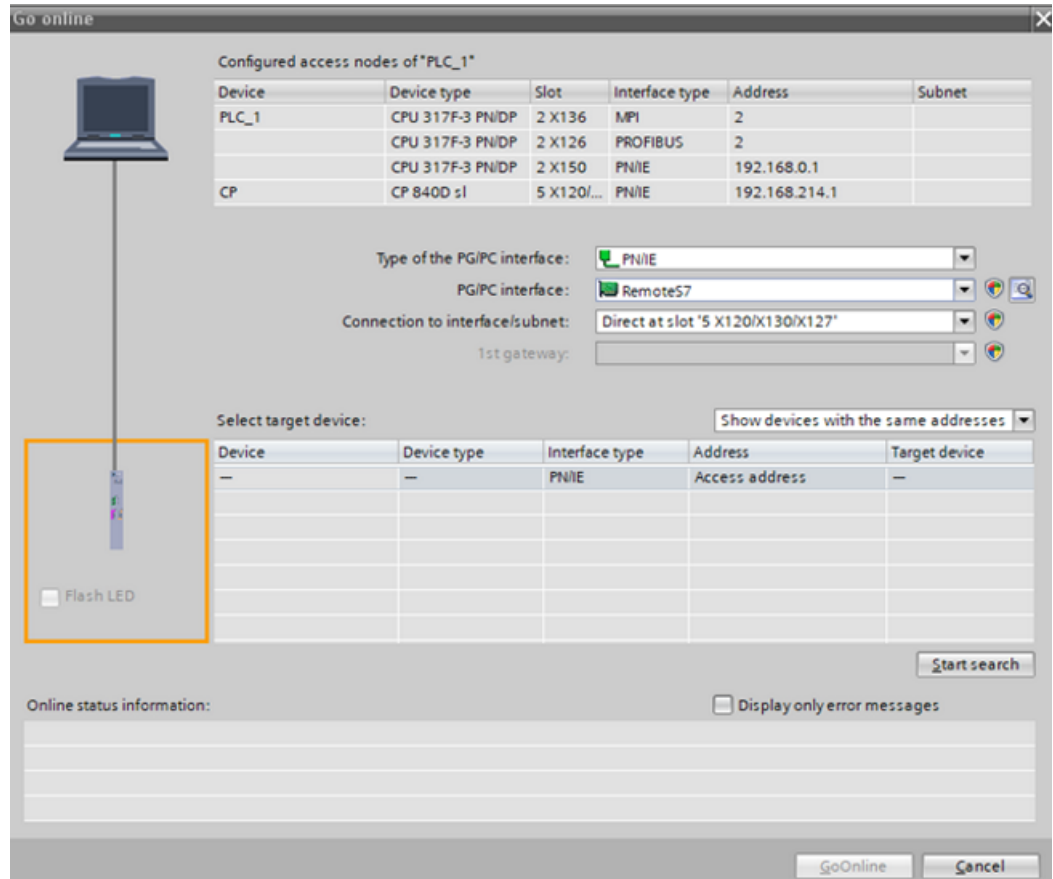 Go online
Configured access nodes of "PLC_1"
Device Device type Slot Interface type Address Subnet
PLC_1 CPU 317F-3 PN/DP 2 X136 MPI 2
CPU 317F-3 PN/DP 2 X126 PROFIBUS 2
CPU 317F-3 PN/DP 2 X150 PN/IE 192.168.0.1
CP CP 840D sl 5 X120/... PN/IE 192.168.214.1
Type of the PG/PC interface: PN/IE
PG/PC interface: RemoteS7
Connection to interface/subnet: Direct at slot '5 X120/X130/X127'
1st gateway:
Select target device: Show devices with the same addresses
Device Device type Interface type Address Target device
— — PN/IE Access address —
Flash LED
Start search
Online status information: Display only error messages
GoOnline Cancel